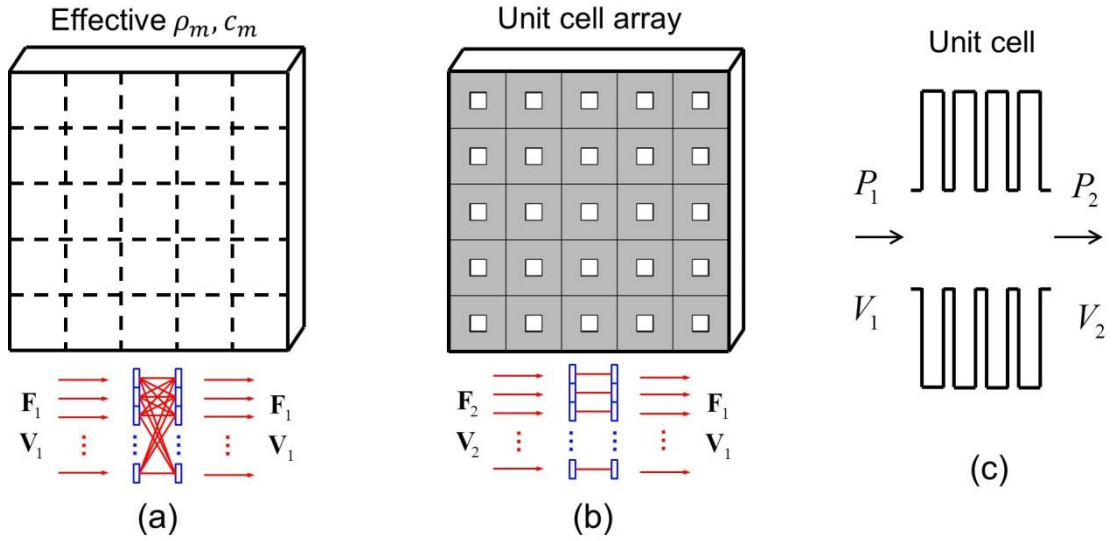 Effective ρₘ, cₘ
F₁ F₁
V₁ V₁
(a)
Unit cell array
F₂ F₁
V₂ V₁
(b)
Unit cell
P₁ P₂
V₁ V₂
(c)